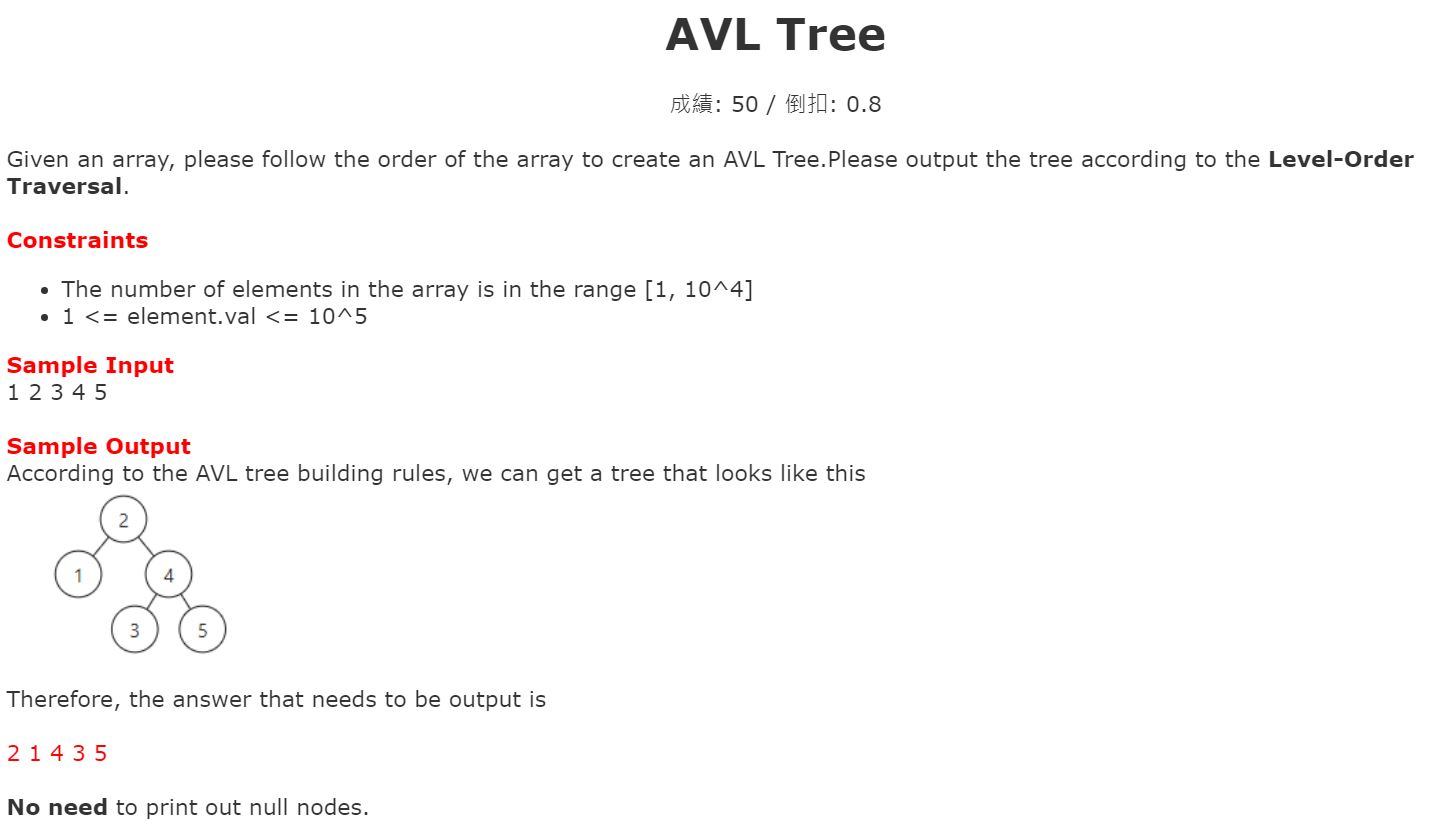 AVL Tree
成績: 50 / 倒扣: 0.8
Given an array, please follow the order of the array to create an AVL Tree.Please output the tree according to the Level-Order
Traversal.
Constraints
• The number of elements in the array is in the range [1, 10^4]
• 1 <= element.val <= 10^5
Sample Input
1 2 3 4 5
Sample Output
According to the AVL tree building rules, we can get a tree that looks like this
2
1 4
3 5
Therefore, the answer that needs to be output is
2 1 4 3 5
No need to print out null nodes.